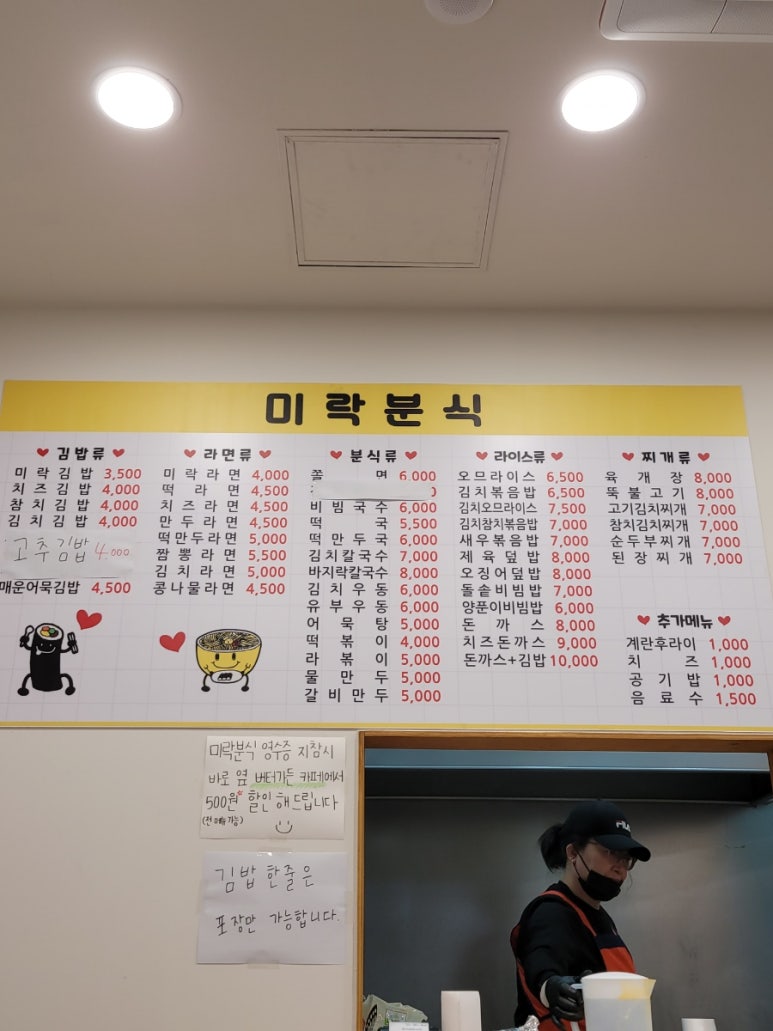 미락분식
김밥류
미락김밥 3,500
치즈김밥 4,000
참치김밥 4,000
김치김밥 4,000
고추김밥 4.000
매운어묵김밥 4,500
라면류
미락라면 4,000
떡라면 4,500
치즈라면 4,500
만두라면 4,500
떡만두라면 5,000
짬뽕라면 5,500
김치라면 5,000
콩나물라면 4,500
분식류
쫄면 6,000
비빔국수 6,000
떡국 5,500
떡만두국 6,000
김치칼국수 7,000
바지락칼국수 8,000
김치우동 6,000
유부우동 6,000
어묵탕 5,000
떡볶이 4,000
라볶이 5,000
물만두 5,000
갈비만두 5,000
라이스류
오므라이스 6,500
김치볶음밥 6,500
김치오므라이스 7,500
김치참치볶음밥 7,000
새우볶음밥 7,000
제육덮밥 8,000
오징어덮밥 8,000
돌솥비빔밥 7,000
양푼이비빔밥 6,000
돈까스 8,000
치즈돈까스 9,000
돈까스+김밥 10,000
찌개류
육개장 8,000
뚝불고기 8,000
고기김치찌개 7,000
참치김치찌개 7,000
순두부찌개 7,000
된장찌개 7,000
추가메뉴
계란후라이 1,000
치즈 1,000
공기밥 1,000
음료수 1,500
미락분식 영수증 지참시
바로 옆 버터가든 카페에서
500원 할인 해드립니다
김밥 한줄은
포장만 가능합니다.